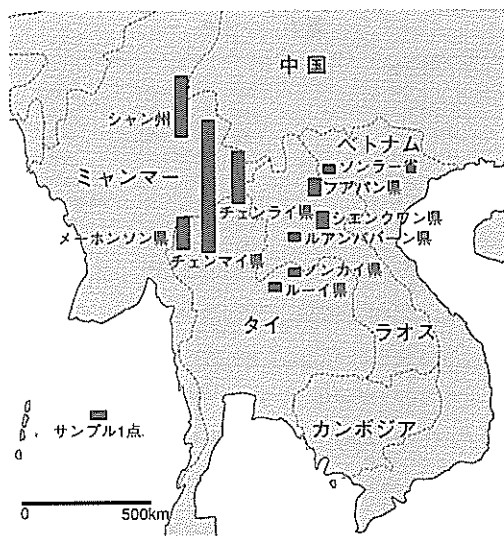 中国
シャン州
ベトナム
ソンラー省
ミャンマー
フアパン県
チェンライ県
シエンクワン県
メーホンソン県
ルアンパバーン県
チェンマイ県
ノンカイ県
ルーイ県
タイ
ラオス
カンボジア
サンプル1点
0 500km